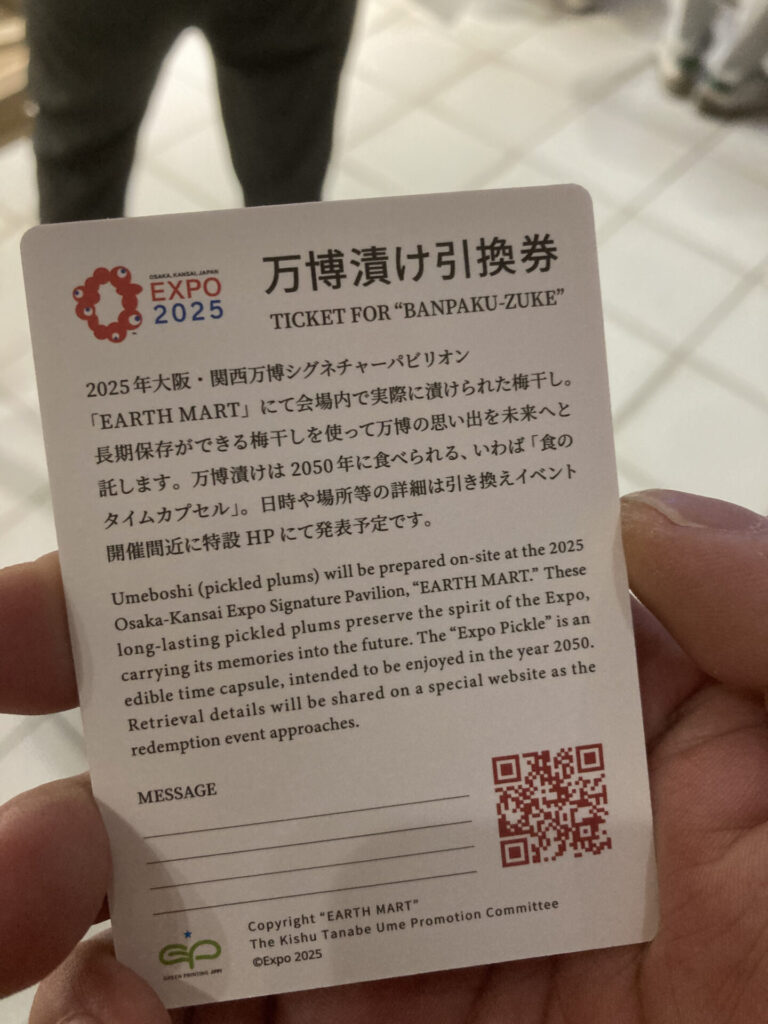 OSAKA, KANSAI, JAPAN
EXPO
2025
万博漬け引換券
TICKET FOR “BANPAKU-ZUKE”
2025年大阪・関西万博シグネチャーパビリオン
「EARTH MART」にて会場内で実際に漬けられた梅干し。
長期保存ができる梅干しを使って万博の思い出を未来へと
託します。万博漬けは2050年に食べられる、いわば「食の
タイムカプセル」。日時や場所等の詳細は引き換えイベント
開催間近に特設HPにて発表予定です。
Umeboshi (pickled plums) will be prepared on-site at the 2025
Osaka-Kansai Expo Signature Pavilion, “EARTH MART.” These
long-lasting pickled plums preserve the spirit of the Expo,
carrying its memories into the future. The “Expo Pickle” is an
edible time capsule, intended to be enjoyed in the year 2050.
Retrieval details will be shared on a special website as the
redemption event approaches.
MESSAGE
Copyright “EARTH MART”
The Kishu Tanabe Ume Promotion Committee
©Expo 2025
GREEN PRINTING JFPI